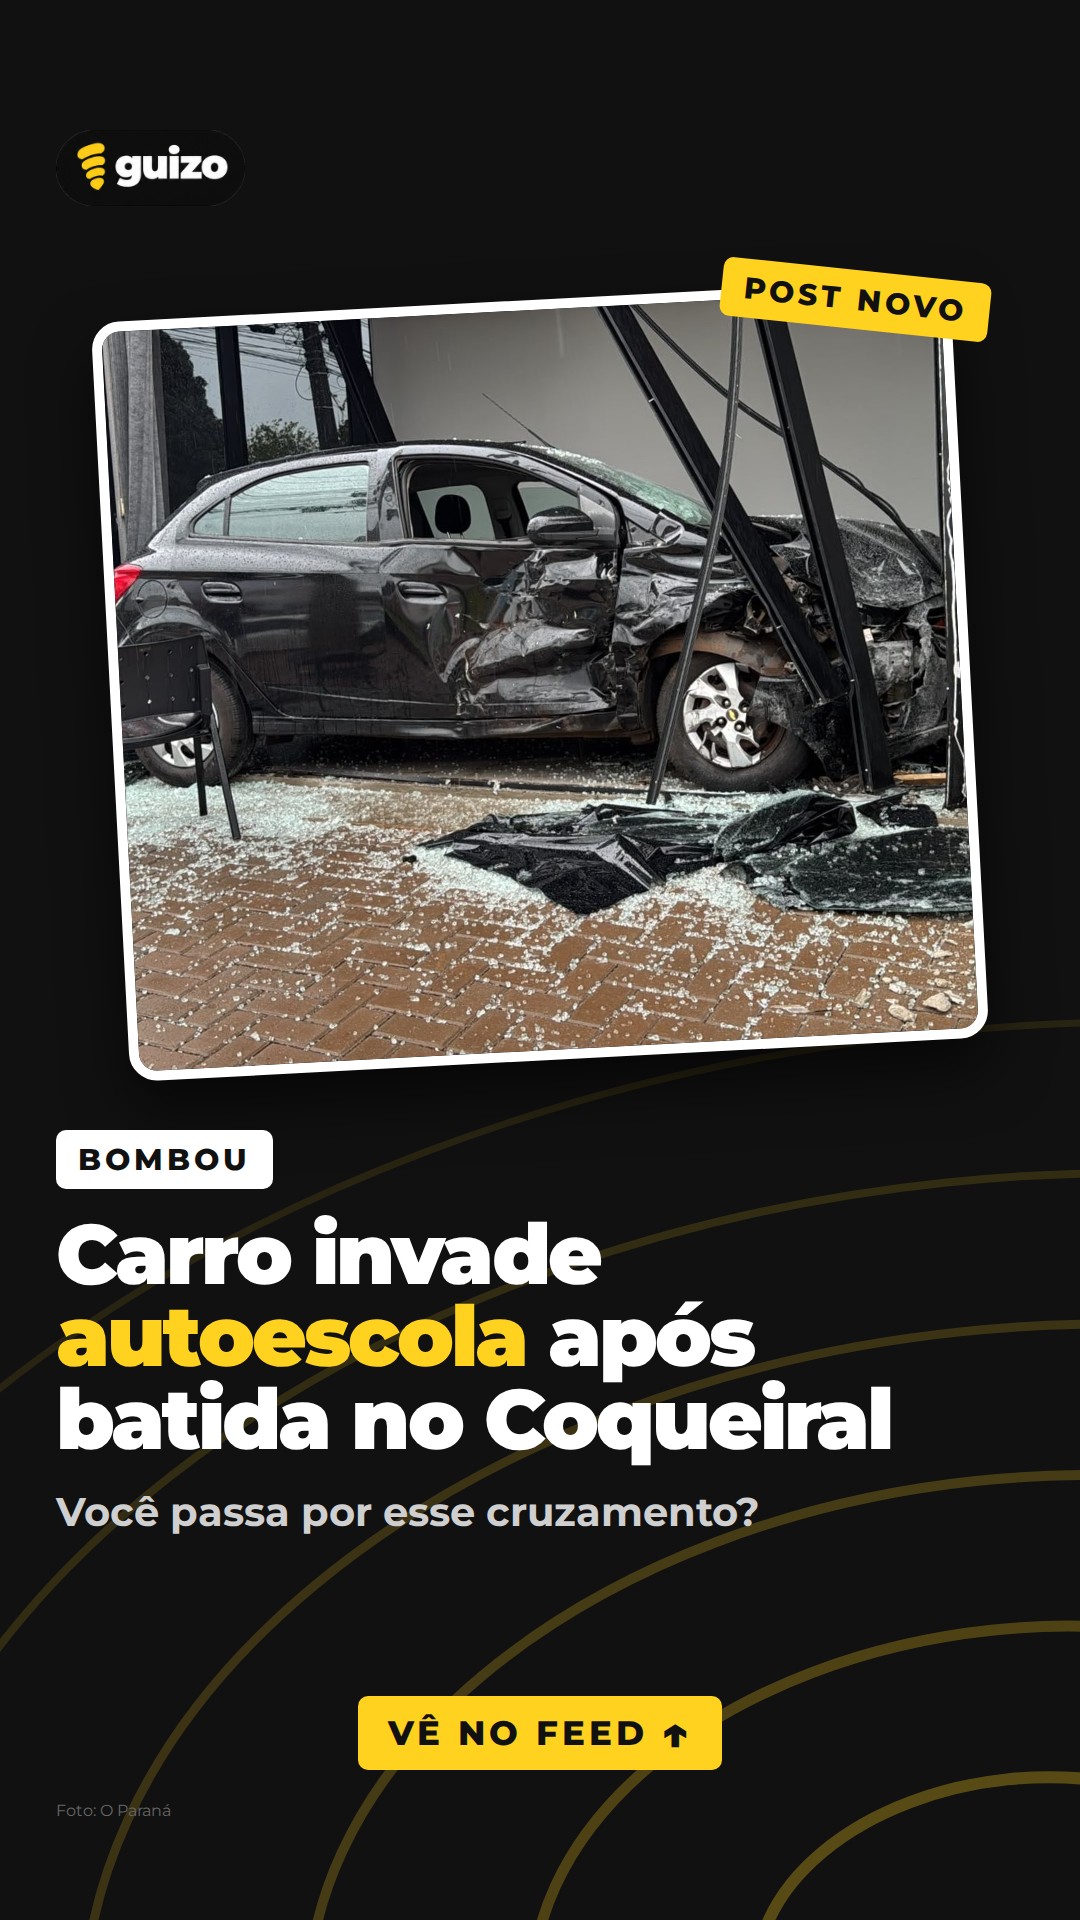 guizo
POST NOVO
BOMBOU
Carro invade
autoescola após
batida no Coqueiral
Você passa por esse cruzamento?
VÊ NO FEED ↑
Foto: O Paraná